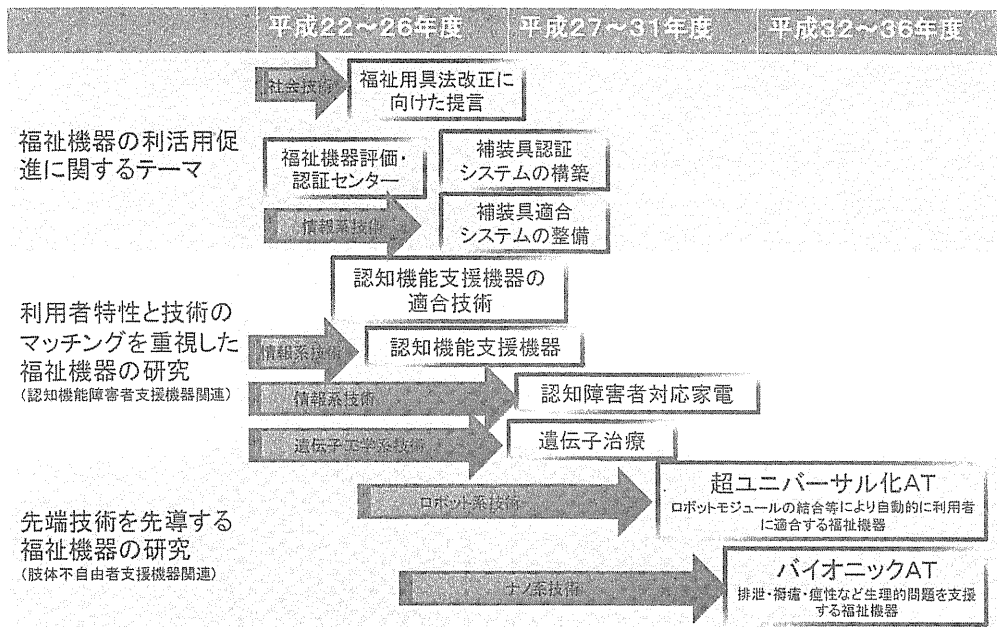 平成22～26年度
平成27～31年度
平成32～36年度
福祉機器の利活用促
進に関するテーマ
社会技術
福祉用具法改正に
向けた提言
福祉機器評価・
認証センター
補装具認証
システムの構築
情報系技術
補装具適合
システムの整備
利用者特性と技術の
マッチングを重視した
福祉機器の研究
(認知機能障害者支援機器関連)
認知機能支援機器の
適合技術
情報系技術
認知機能支援機器
情報系技術
認知障害者対応家電
遺伝子工学系技術
遺伝子治療
先端技術を先導する
福祉機器の研究
(肢体不自由者支援機器関連)
ロボット系技術
超ユニバーサル化AT
ロボットモジュールの結合等により自動的に利用者
に適合する福祉機器
ナノ系技術
バイオニックAT
排泄・褥瘡・痙性など生理的問題を支援
する福祉機器